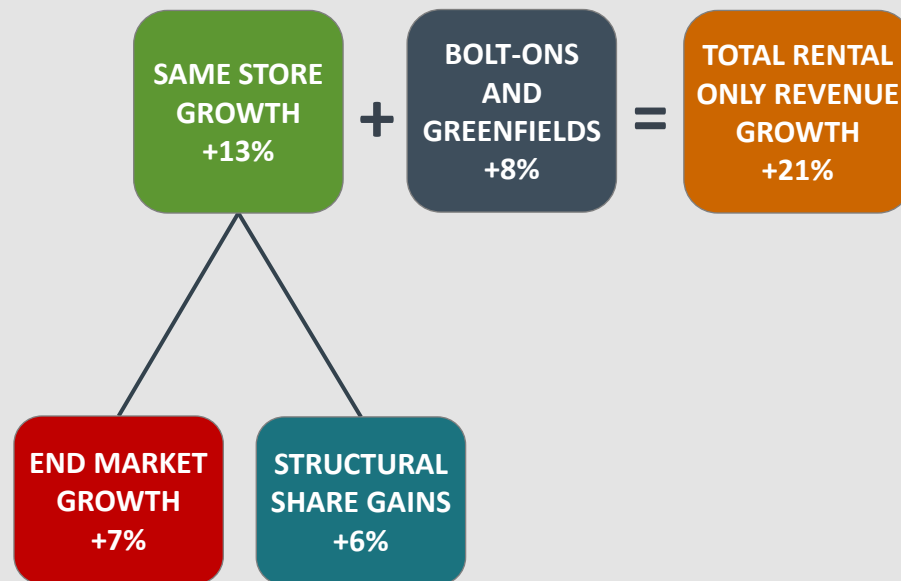 SAME STORE
GROWTH
+13%
+
BOLT-ONS
AND
GREENFIELDS
+8%
=
TOTAL RENTAL
ONLY REVENUE
GROWTH
+21%
END MARKET
GROWTH
+7%
STRUCTURAL
SHARE GAINS
+6%